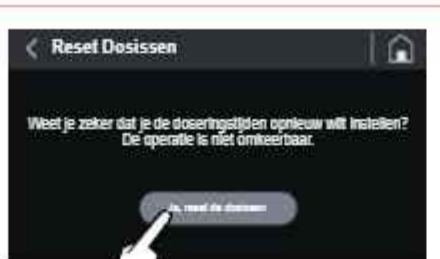 Reset Dosissen
Weet je zeker dat je de doseringstijden opnieuw wilt instellen?
De operatie is niet omkeerbaar.
Ja, reset de dosissen